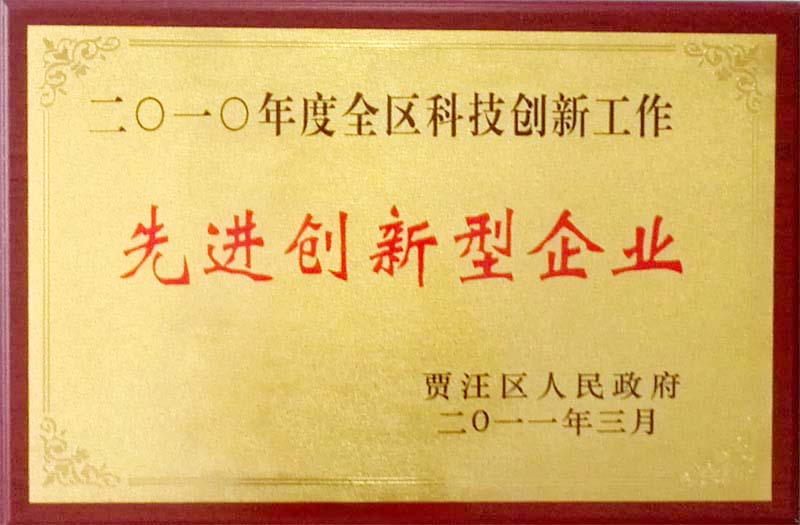 二〇一〇年度全区科技创新工作
先进创新型企业
贾汪区人民政府
二〇一一年三月